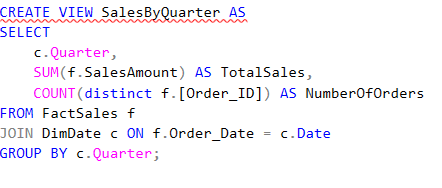 CREATE VIEW SalesByQuarter AS
SELECT
    c.Quarter,
    SUM(f.SalesAmount) AS TotalSales,
    COUNT(distinct f.[Order_ID]) AS NumberOfOrders
FROM FactSales f
JOIN DimDate c ON f.Order_Date = c.Date
GROUP BY c.Quarter;